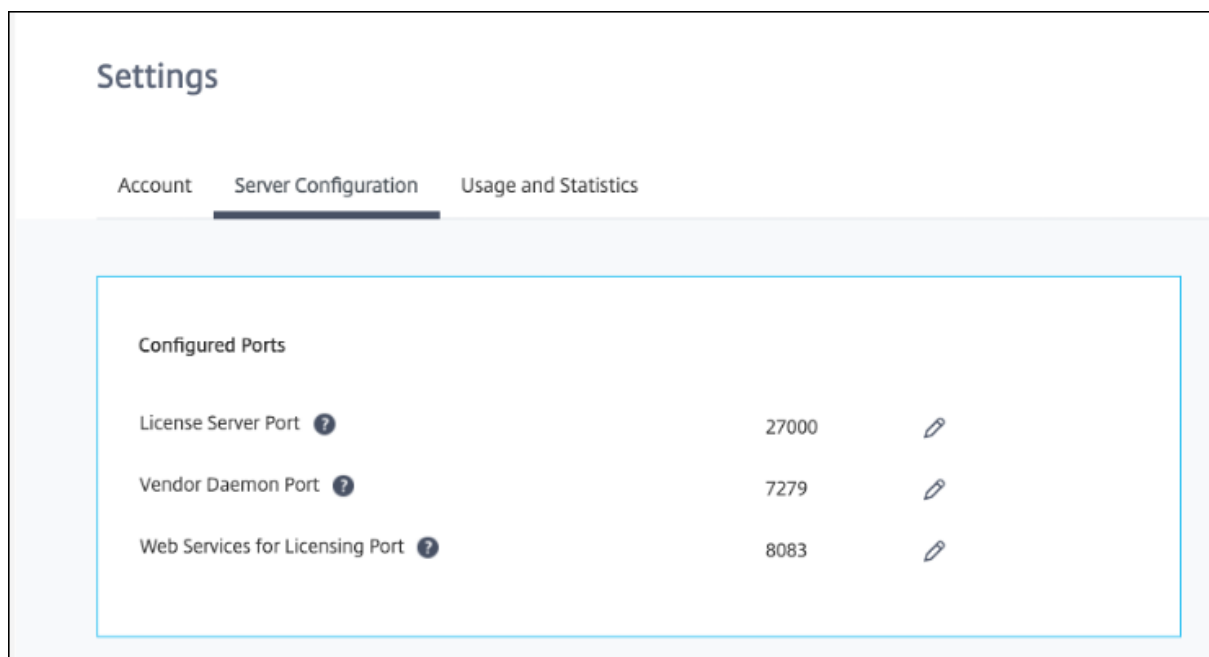 Settings
Account Server Configuration Usage and Statistics
Configured Ports
License Server Port ? 27000
Vendor Daemon Port ? 7279
Web Services for Licensing Port ? 8083